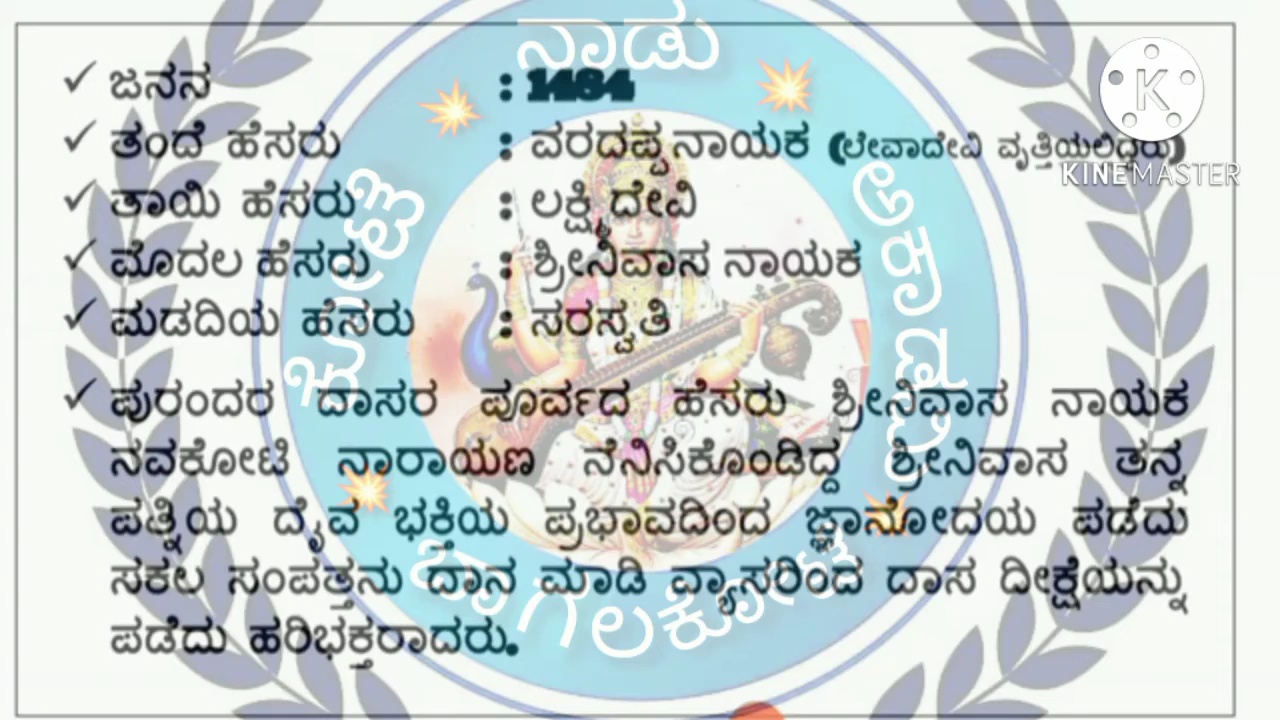 ನಾಡು
✓ ಜನನ : 1484
✓ ತಂದೆ ಹೆಸರು : ವರದಪ್ಪನಾಯಕ (ಲೇವಾದೇವಿ ವೃತ್ತಿಯಲಿದ್ದರು)
K
KINEMASTER
✓ ತಾಯಿ ಹೆಸರು : ಲಕ್ಷ್ಮಿದೇವಿ
✓ ಮೊದಲ ಹೆಸರು : ಶ್ರೀನಿವಾಸ ನಾಯಕ
✓ ಮಡದಿಯ ಹೆಸರು : ಸರಸ್ವತಿ
✓ ಪುರಂದರ ದಾಸರ ಪೂರ್ವದ ಹೆಸರು ಶ್ರೀನಿವಾಸ ನಾಯಕ
ನವಕೋಟಿ ನಾರಾಯಣ ನೆನಿಸಿಕೊಂಡಿದ್ದ ಶ್ರೀನಿವಾಸ ತನ್ನ
ಪತ್ನಿಯ ದೈವ ಭಕ್ತಿಯ ಪ್ರಭಾವದಿಂದ ಜ್ಞಾನೋದಯ ಪಡೆದು
ಸಕಲ ಸಂಪತ್ತನು ದಾನ ಮಾಡಿ ವ್ಯಾಸರಿಂದ ದಾಸ ದೀಕ್ಷೆಯನ್ನು
ಪಡೆದು ಹರಿಭಕ್ತರಾದರು.
ಅಕಾಡೆಮಿ
ಬಾಗಲಕೋಟ